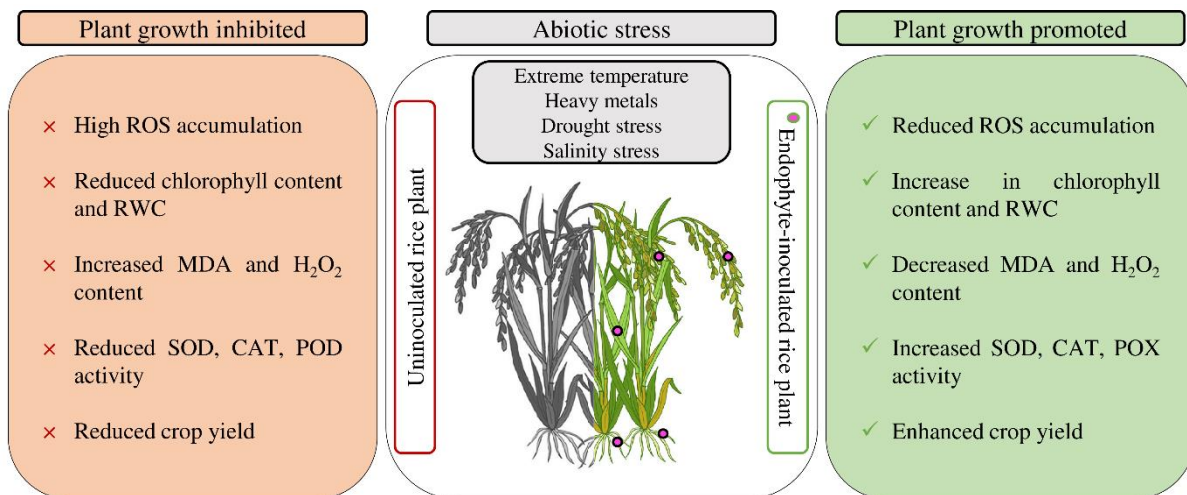 Plant growth inhibited
× High ROS accumulation
× Reduced chlorophyll content
and RWC
× Increased MDA and H₂O₂
content
× Reduced SOD, CAT, POD
activity
× Reduced crop yield
Abiotic stress
Extreme temperature
Heavy metals
Drought stress
Salinity stress
Uninoculated rice plant
Endophyte-inoculated rice plant
Plant growth promoted
✓ Reduced ROS accumulation
✓ Increase in chlorophyll
content and RWC
✓ Decreased MDA and H₂O₂
content
✓ Increased SOD, CAT, POX
activity
✓ Enhanced crop yield